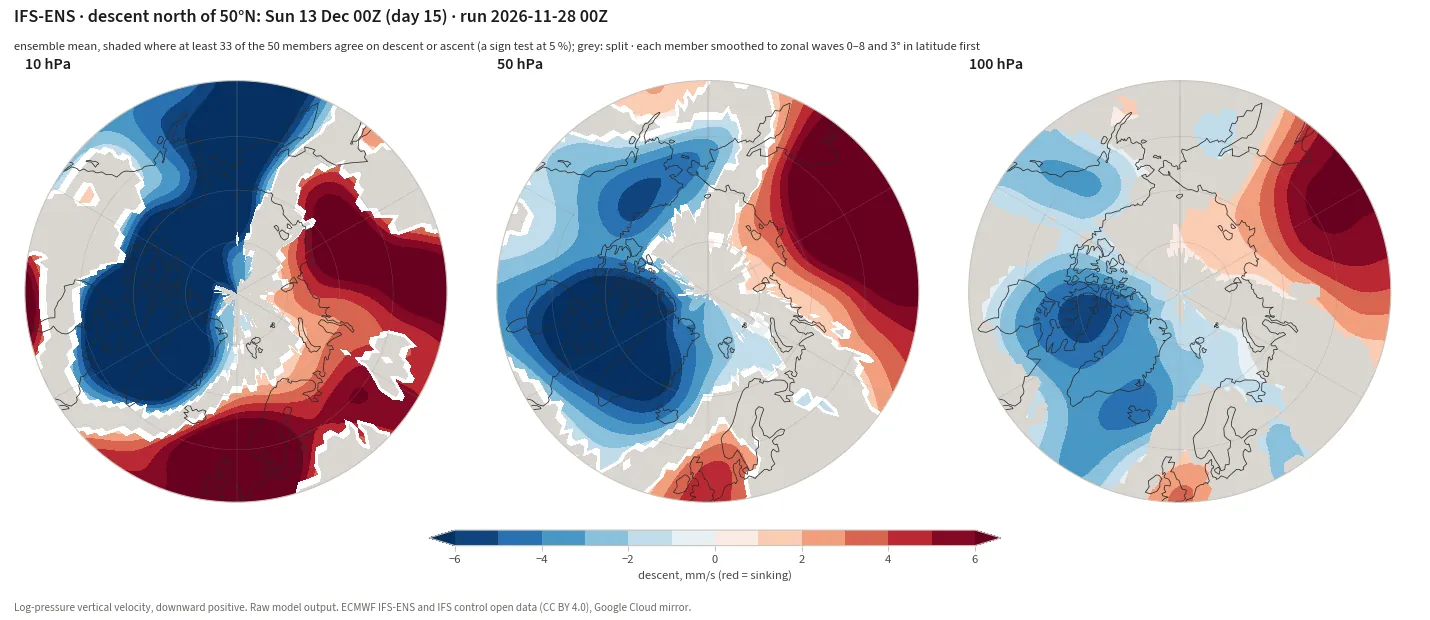 IFS-ENS · descent north of 50°N: Sun 13 Dec 00Z (day 15) · run 2026-11-28 00Z
ensemble mean, shaded where at least 33 of the 50 members agree on descent or ascent (a sign test at 5 %); grey: split · each member smoothed to zonal waves 0–8 and 3° in latitude first
10 hPa
50 hPa
100 hPa
−6 −4 −2 0 2 4 6
descent, mm/s (red = sinking)
Log-pressure vertical velocity, downward positive. Raw model output. ECMWF IFS-ENS and IFS control open data (CC BY 4.0), Google Cloud mirror.